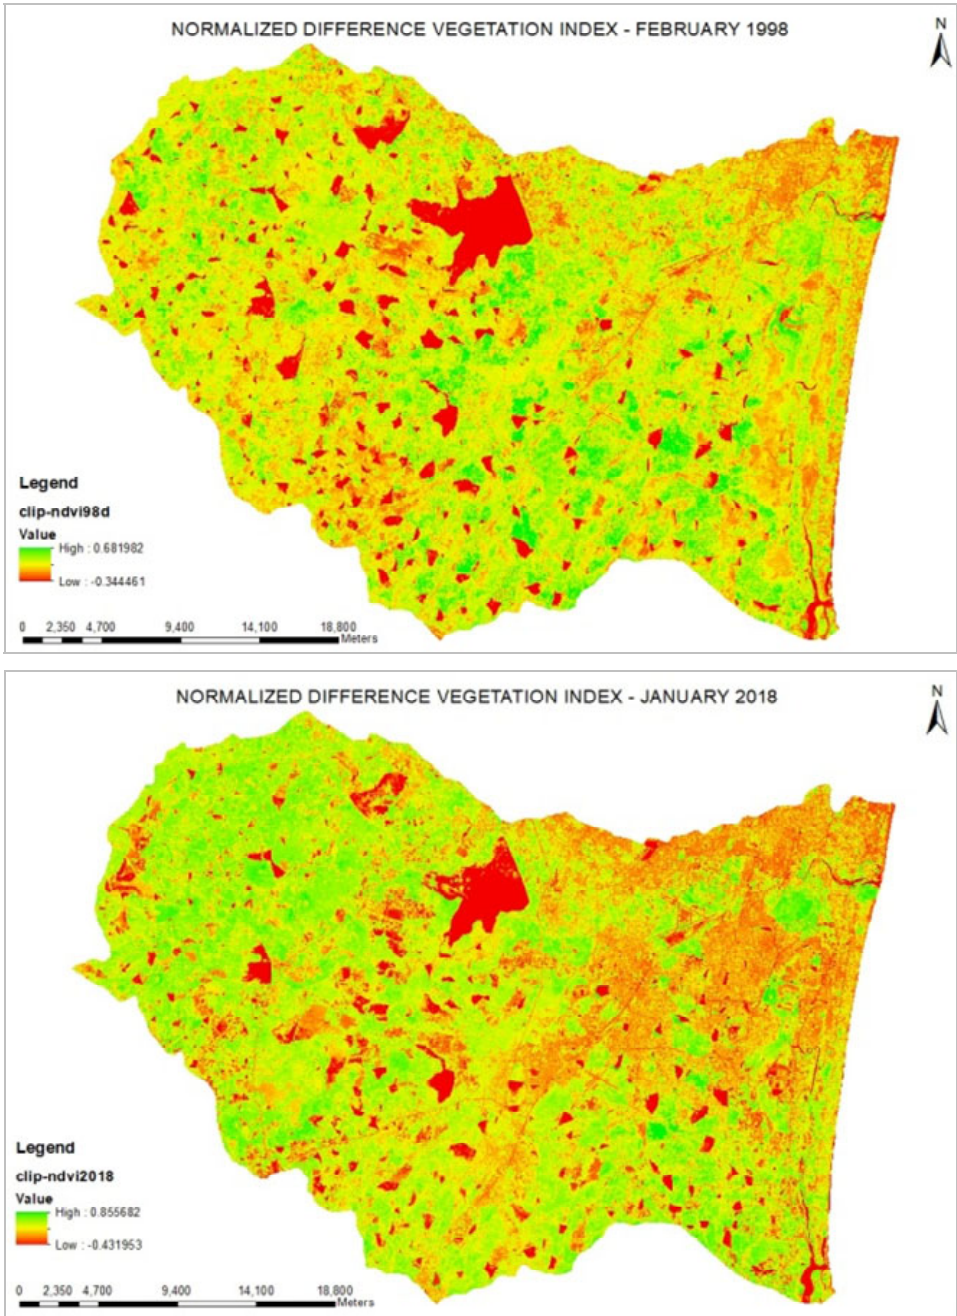 NORMALIZED DIFFERENCE VEGETATION INDEX - FEBRUARY 1998
N
Legend
clip-ndvi98d
Value
High : 0.681982
Low : -0.344461
0 2,350 4,700 9,400 14,100 18,800
Meters
NORMALIZED DIFFERENCE VEGETATION INDEX - JANUARY 2018
N
Legend
clip-ndvi2018
Value
High : 0.855682
Low : -0.431953
0 2,350 4,700 9,400 14,100 18,800
Meters